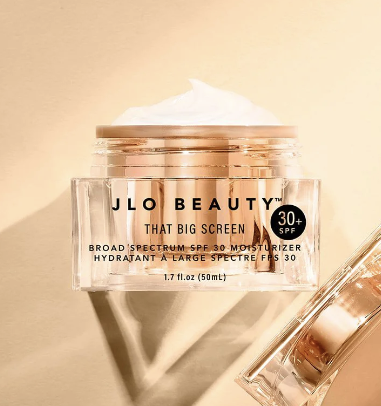 JLO BEAUTY™
THAT BIG SCREEN
30+
SPF
BROAD SPECTRUM SPF 30 MOISTURIZER
HYDRATANT À LARGE SPECTRE FPS 30
1.7 fl.oz (50mL)